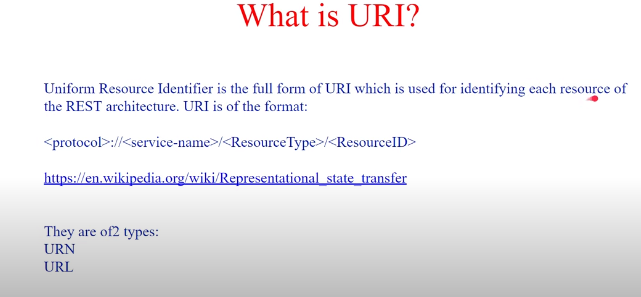 What is URI?
Uniform Resource Identifier is the full form of URI which is used for identifying each resource of
the REST architecture. URI is of the format:
<protocol>://<service-name>/<ResourceType>/<ResourceID>
https://en.wikipedia.org/wiki/Representational_state_transfer
They are of2 types:
URN
URL